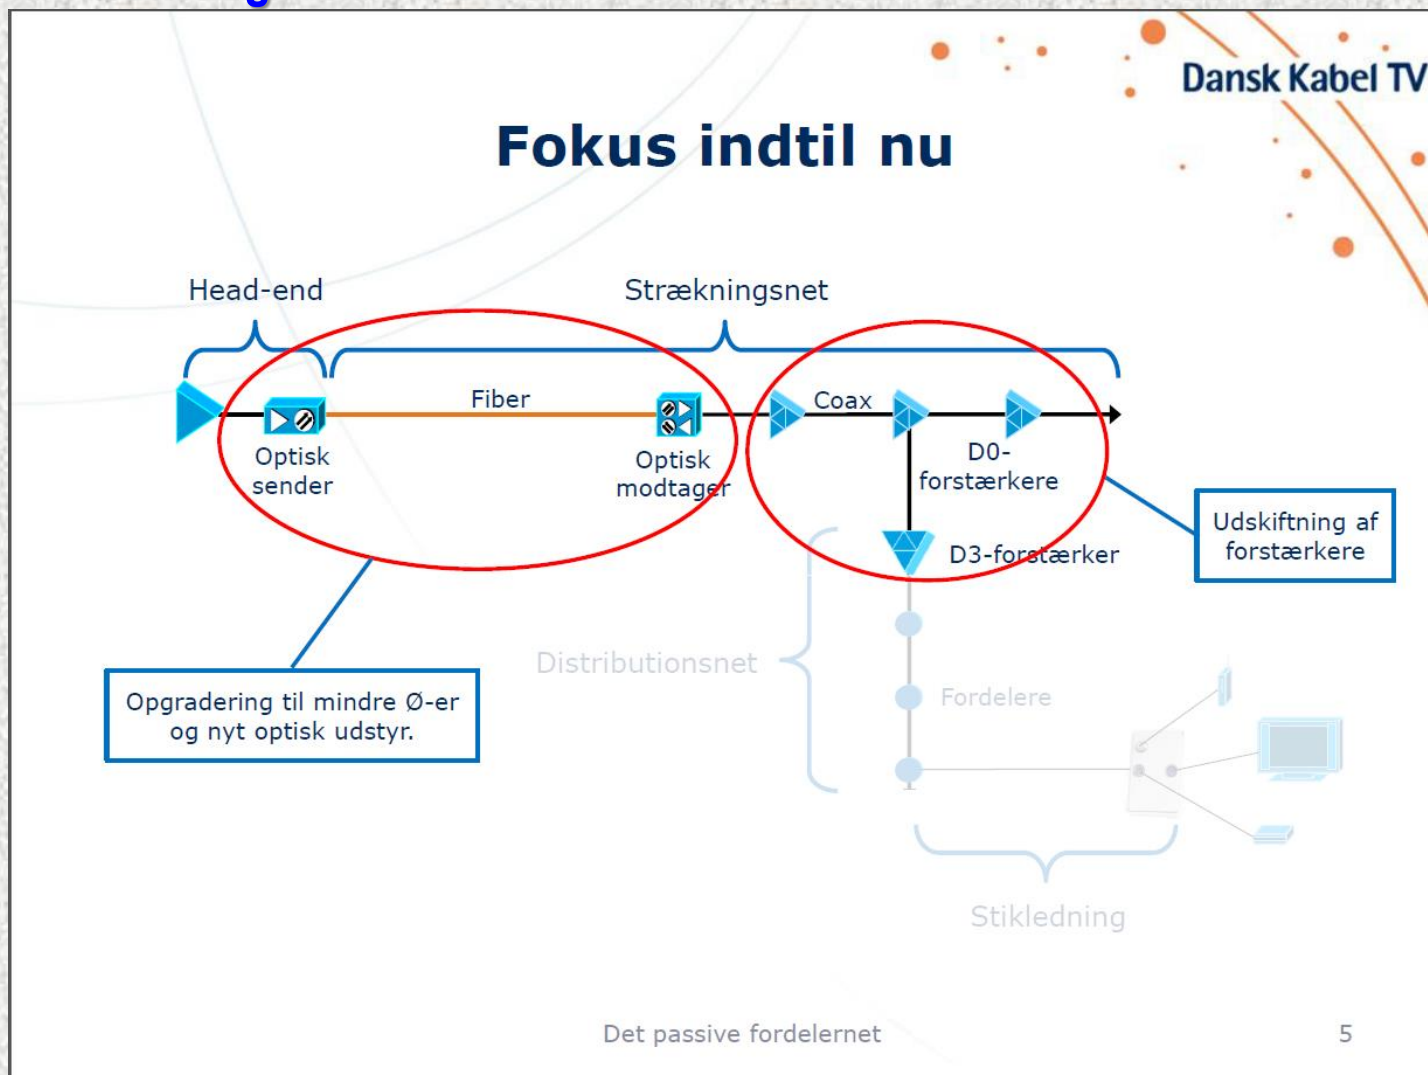 Dansk Kabel TV
Fokus indtil nu
Head-end
Strækningsnet
Fiber
Coax
Optisk
sender
Optisk
modtager
D0-
forstærkere
Udskiftning af
forstærkere
D3-forstærker
Distributionsnet
Opgradering til mindre Ø-er
og nyt optisk udstyr.
Fordelere
Stikledning
Det passive fordelernet
5